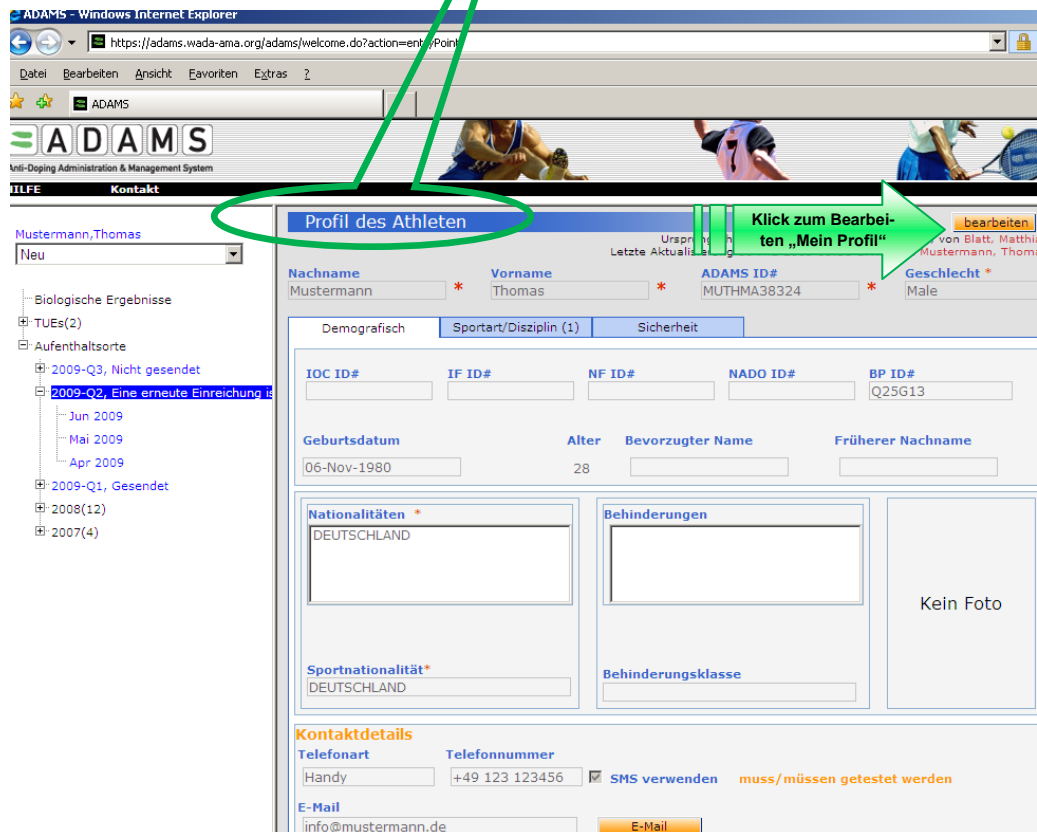 ADAMS - Windows Internet Explorer
https://adams.wada-ama.org/adams/welcome.do?action=entryPoint
Datei Bearbeiten Ansicht Favoriten Extras ?
ADAMS
ADAMS
Anti-Doping Administration & Management System
HILFE Kontakt
Mustermann,Thomas
Neu
Biologische Ergebnisse
TUEs(2)
Aufenthaltsorte
2009-Q3, Nicht gesendet
2009-Q2, Eine erneute Einreichung is
Jun 2009
Mai 2009
Apr 2009
2009-Q1, Gesendet
2008(12)
2007(4)
Profil des Athleten
Klick zum Bearbei-
ten „Mein Profil“
bearbeiten
von Blatt, Matthia
Letzte Aktualisierung
Mustermann, Thoma
Nachname Vorname ADAMS ID# Geschlecht *
Mustermann * Thomas * MUTHMA38324 * Male
Demografisch Sportart/Disziplin (1) Sicherheit
IOC ID# IF ID# NF ID# NADO ID# BP ID#
Q25G13
Geburtsdatum Alter Bevorzugter Name Früherer Nachname
06-Nov-1980 28
Nationalitäten * Behinderungen
DEUTSCHLAND
Kein Foto
Sportnationalität* Behinderungsklasse
DEUTSCHLAND
Kontaktdetails
Telefonart Telefonnummer
Handy +49 123 123456 SMS verwenden muss/müssen getestet werden
E-Mail
info@mustermann.de E-Mail